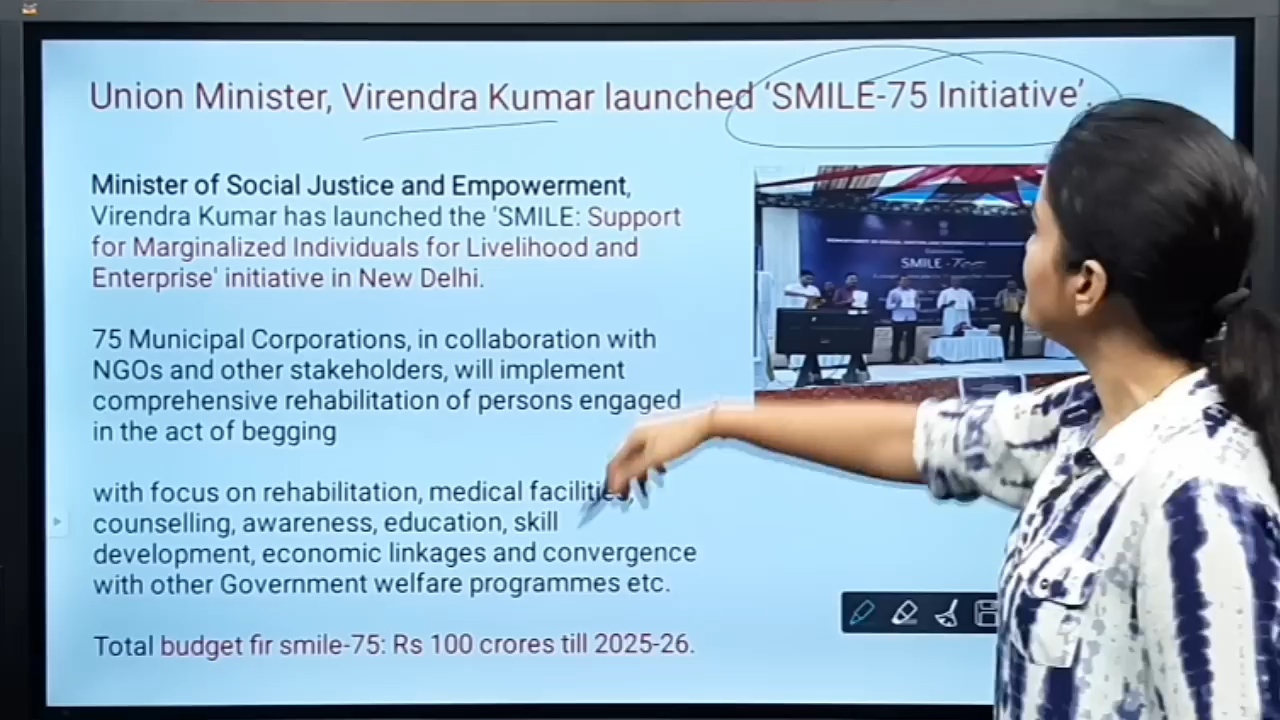 Union Minister, Virendra Kumar launched ‘SMILE-75 Initiative’.
Minister of Social Justice and Empowerment,
Virendra Kumar has launched the 'SMILE: Support
for Marginalized Individuals for Livelihood and
Enterprise' initiative in New Delhi.
75 Municipal Corporations, in collaboration with
NGOs and other stakeholders, will implement
comprehensive rehabilitation of persons engaged
in the act of begging
with focus on rehabilitation, medical facilities,
counselling, awareness, education, skill
development, economic linkages and convergence
with other Government welfare programmes etc.
Total budget fir smile-75: Rs 100 crores till 2025-26.
SMILE -